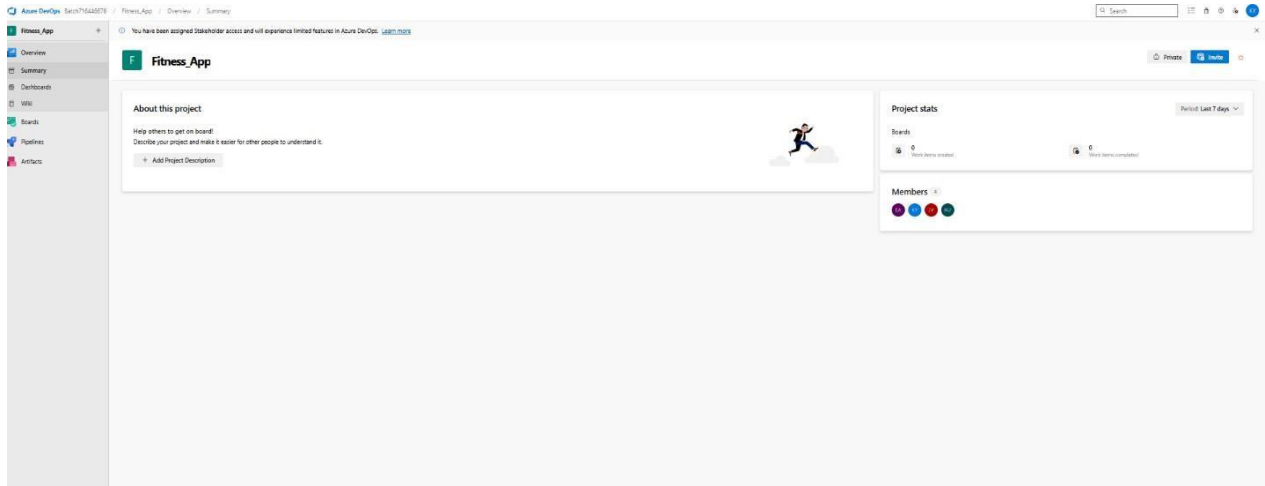 Azure DevOps Batch716446878 / Fitness_App / Overview / Summary
Search
KY
F Fitness_App +
You have been assigned Stakeholder access and will experience limited features in Azure DevOps. Learn more
Overview
Summary
Dashboards
Wiki
Boards
Pipelines
Artifacts
F Fitness_App
Private
Invite
About this project
Help others to get on board!
Describe your project and make it easier for other people to understand it.
+ Add Project Description
Project stats
Period: Last 7 days
Boards
0
Work items created
0
Work items completed
Members